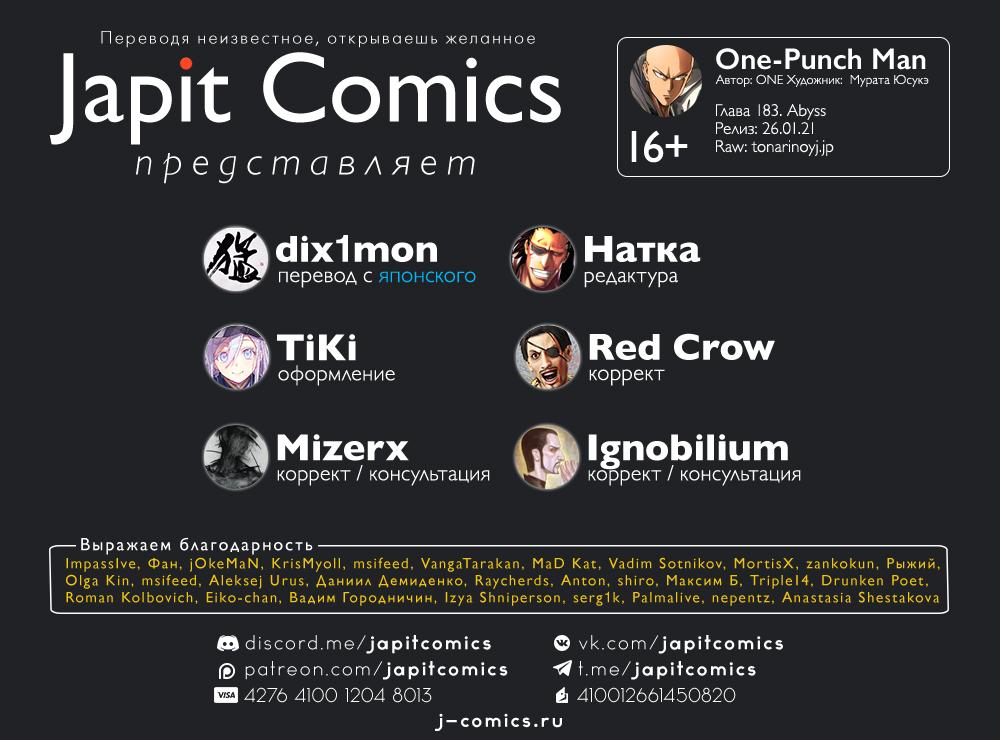 Переводя неизвестное, открываешь желанное
Japit Comics
представляет
One-Punch Man
Автор: ONE Художник: Мурата Юсукэ
Глава 183. Abyss
Релиз: 26.01.21
Raw: tonarinoyj.jp
16+
dix1mon
перевод с японского
Натка
редактура
TiKi
оформление
Red Crow
коррект
Mizerx
коррект / консультация
Ignobilium
коррект / консультация
Выражаем благодарность
ImpassIve, Фан, jOkeMaN, KrisMyoll, msifeed, VangaTarakan, MaD Kat, Vadim Sotnikov, MortisX, zankokun, Рыжий,
Olga Kin, msifeed, Aleksej Urus, Даниил Демиденко, Raycherds, Anton, shiro, Максим Б, Triple14, Drunken Poet,
Roman Kolbovich, Eiko-chan, Вадим Городничин, Izya Shniperson, serg1k, Palmalive, nepentz, Anastasia Shestakova
discord.me/japitcomics
vk.com/japitcomics
patreon.com/japitcomics
t.me/japitcomics
VISA 4276 4100 1204 8013
410012661450820
j-comics.ru